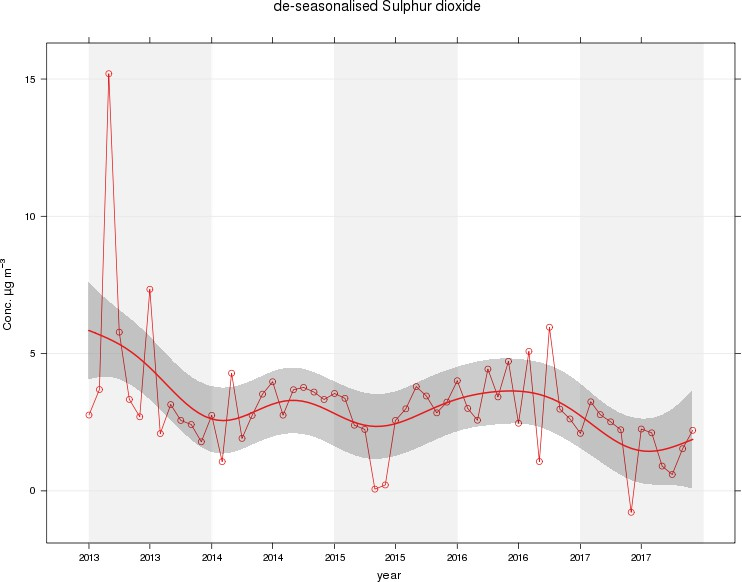 de-seasonalised Sulphur dioxide
Conc. µg m⁻³
15
10
5
0
2013 2013 2014 2014 2015 2015 2016 2016 2017 2017
year